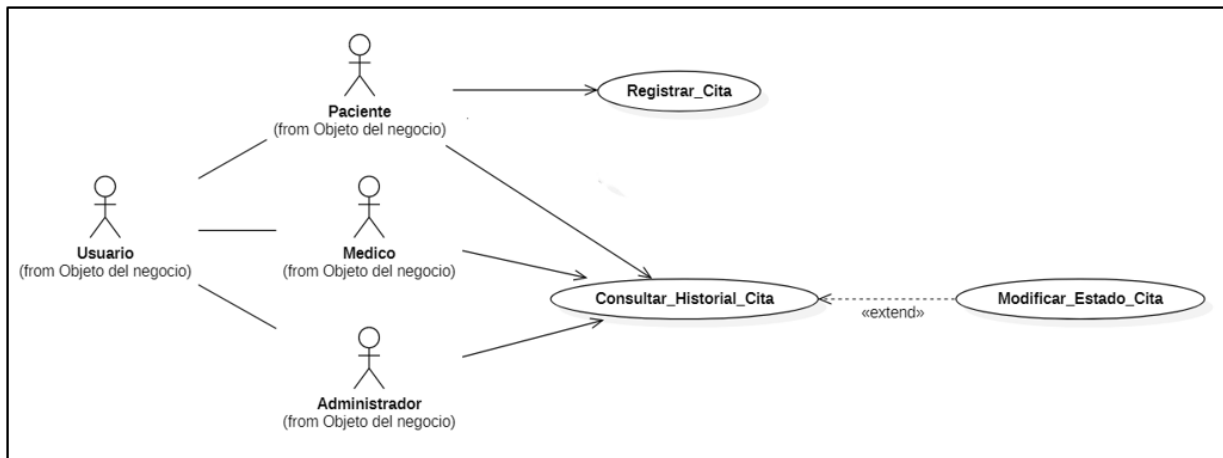 Paciente
(from Objeto del negocio)
Registrar_Cita
Usuario
(from Objeto del negocio)
Medico
(from Objeto del negocio)
Consultar_Historial_Cita
«extend»
Modificar_Estado_Cita
Administrador
(from Objeto del negocio)